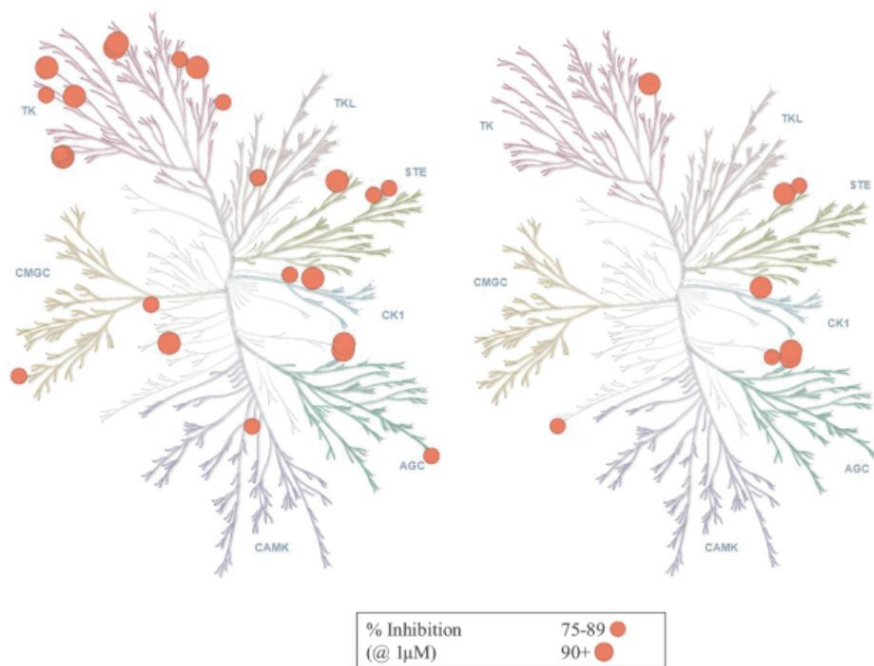 TK
TKL
STE
CMGC
CK1
AGC
CAMK
TK
TKL
STE
CMGC
CK1
AGC
CAMK
% Inhibition 75-89
(@ 1μM) 90+